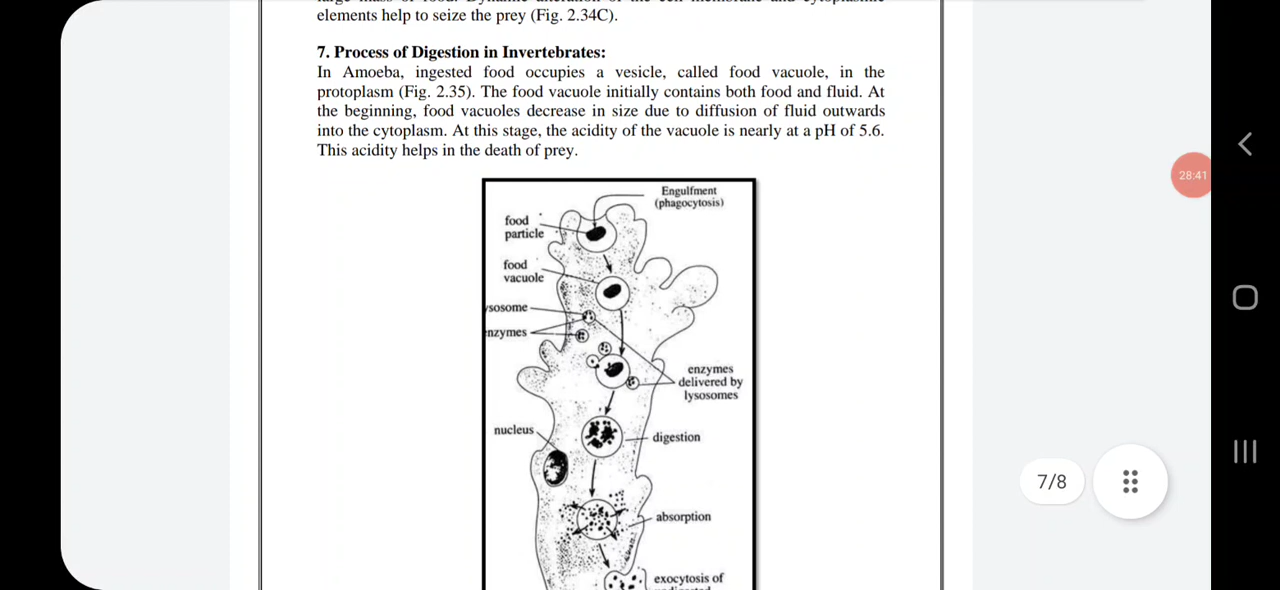 elements help to seize the prey (Fig. 2.34C).
7. Process of Digestion in Invertebrates:
In Amoeba, ingested food occupies a vesicle, called food vacuole, in the
protoplasm (Fig. 2.35). The food vacuole initially contains both food and fluid. At
the beginning, food vacuoles decrease in size due to diffusion of fluid outwards
into the cytoplasm. At this stage, the acidity of the vacuole is nearly at a pH of 5.6.
This acidity helps in the death of prey.
Engulfment
(phagocytosis)
food
particle
food
vacuole
ysosome
enzymes
enzymes
delivered by
lysosomes
nucleus
digestion
absorption
exocytosis of
28:41
7/8